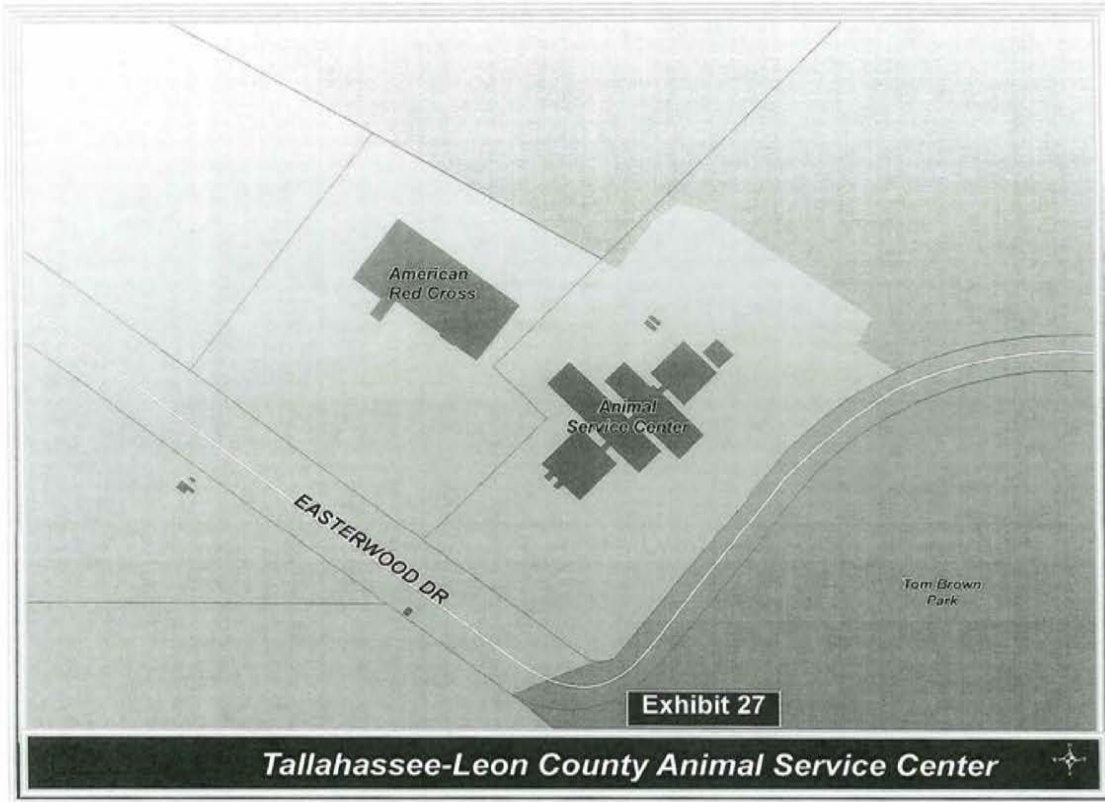 American
Red Cross
Animal
Service Center
EASTERWOOD DR
Tom Brown
Park
Exhibit 27
Tallahassee-Leon County Animal Service Center